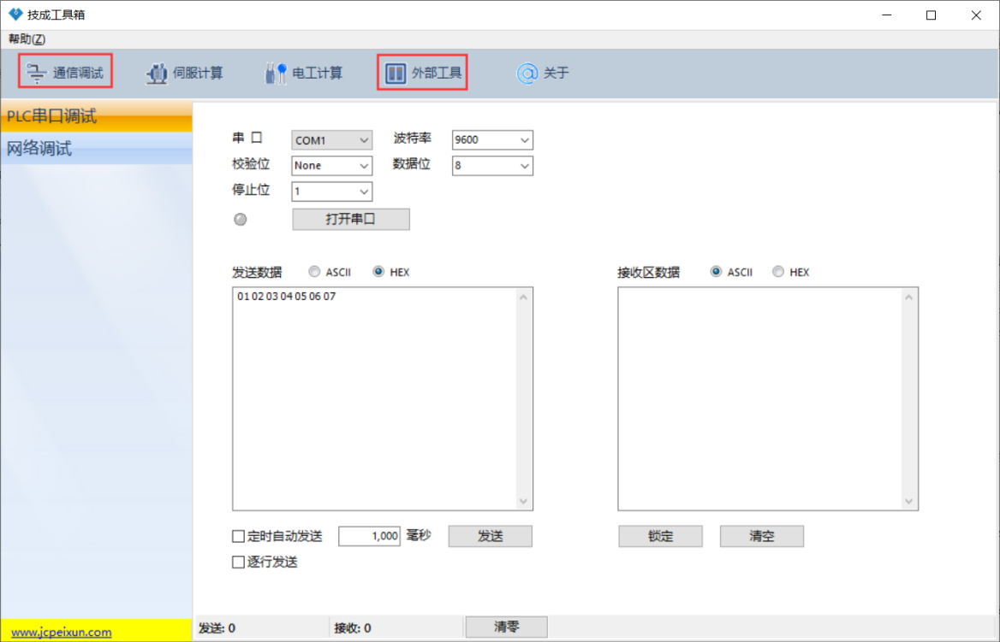 技成工具箱
帮助(Z)
通信调试 伺服计算 电工计算 外部工具 关于
PLC串口调试
网络调试
串 口 COM1 波特率 9600
校验位 None 数据位 8
停止位 1
打开串口
发送数据 ASCII HEX 接收区数据 ASCII HEX
01 02 03 04 05 06 07
定时自动发送 1,000 毫秒 发送 锁定 清空
逐行发送
www.jcpeixun.com 发送: 0 接收: 0 清零